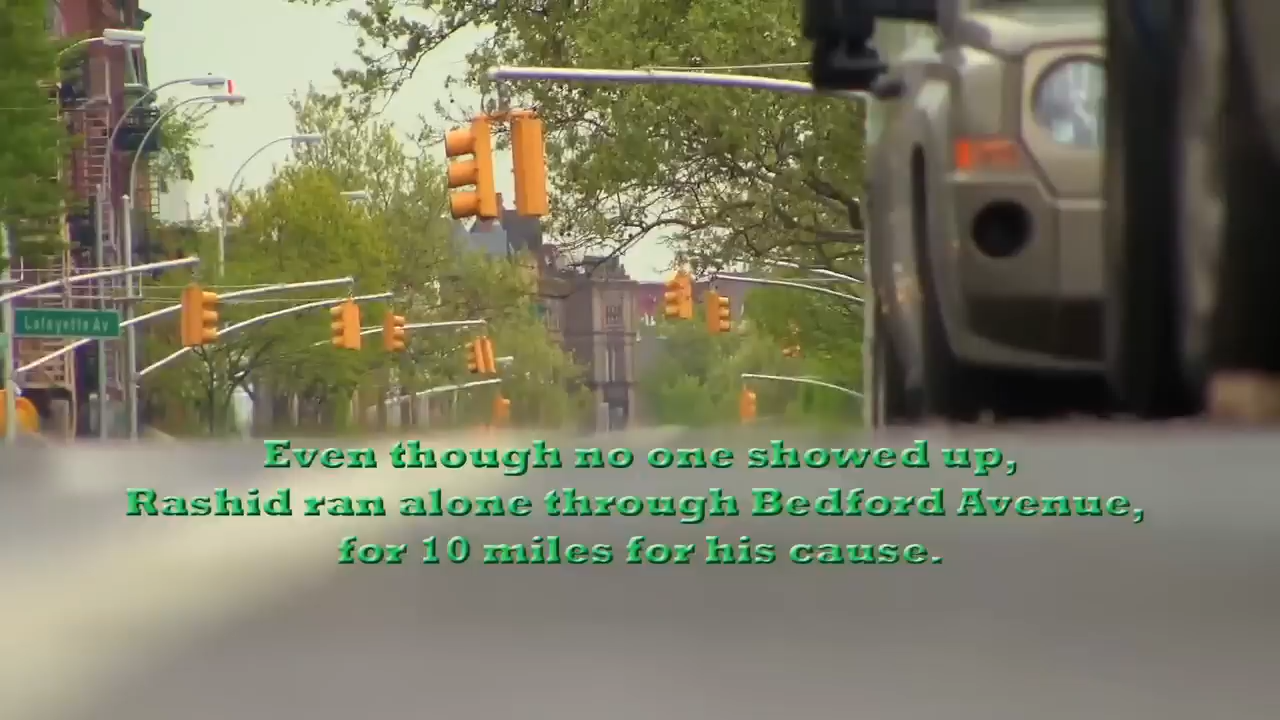 Lafayette Av
Even though no one showed up,
Rashid ran alone through Bedford Avenue,
for 10 miles for his cause.